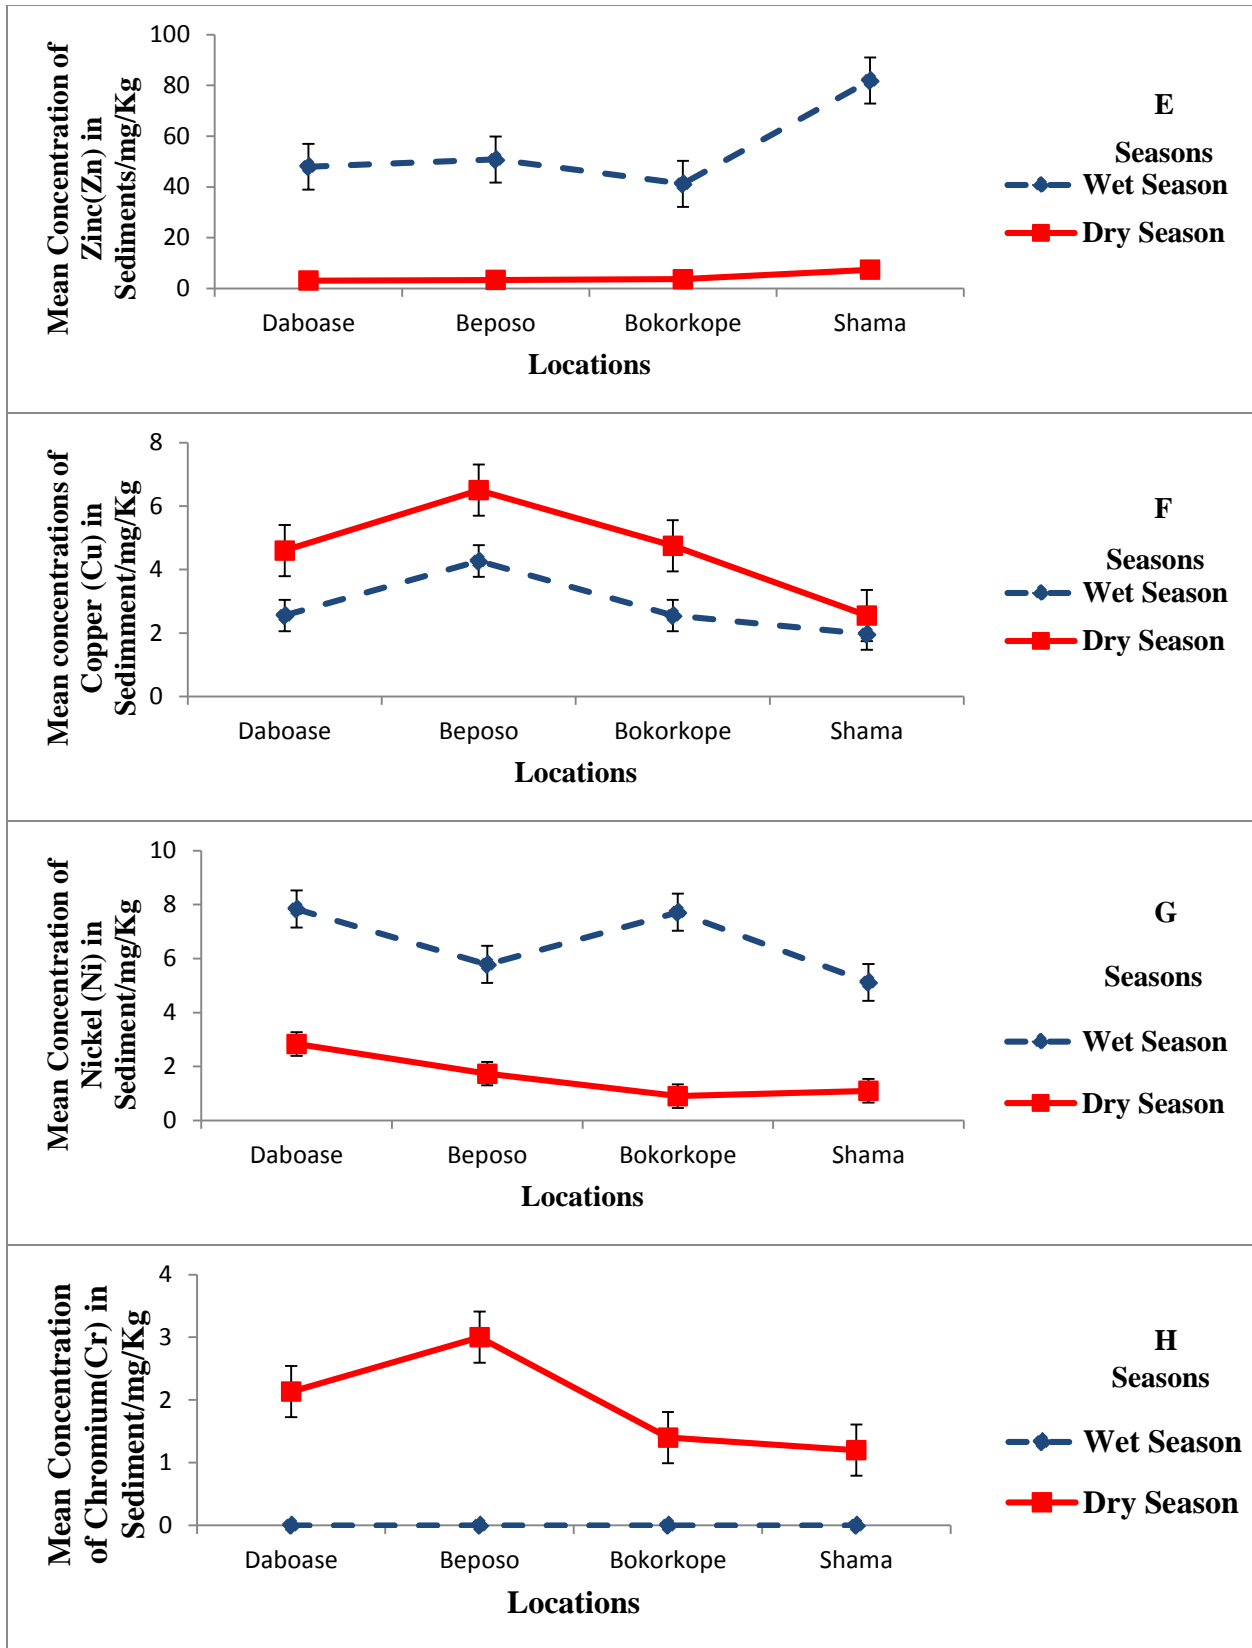 Mean Concentration of
Zinc(Zn) in
Sediments/mg/Kg
100
80
60
40
20
0
Daboase Beposo Bokorkope Shama
Locations
E
Seasons
Wet Season
Dry Season
Mean concentrations of
Copper (Cu) in
Sedimment/mg/Kg
8
6
4
2
0
Daboase Beposo Bokorkope Shama
Locations
F
Seasons
Wet Season
Dry Season
Mean Concentration of
Nickel (Ni) in
Sediment/mg/Kg
10
8
6
4
2
0
Daboase Beposo Bokorkope Shama
Locations
G
Seasons
Wet Season
Dry Season
Mean Concentration
of Chromium(Cr) in
Sediment/mg/Kg
4
3
2
1
0
Daboase Beposo Bokorkope Shama
Locations
H
Seasons
Wet Season
Dry Season